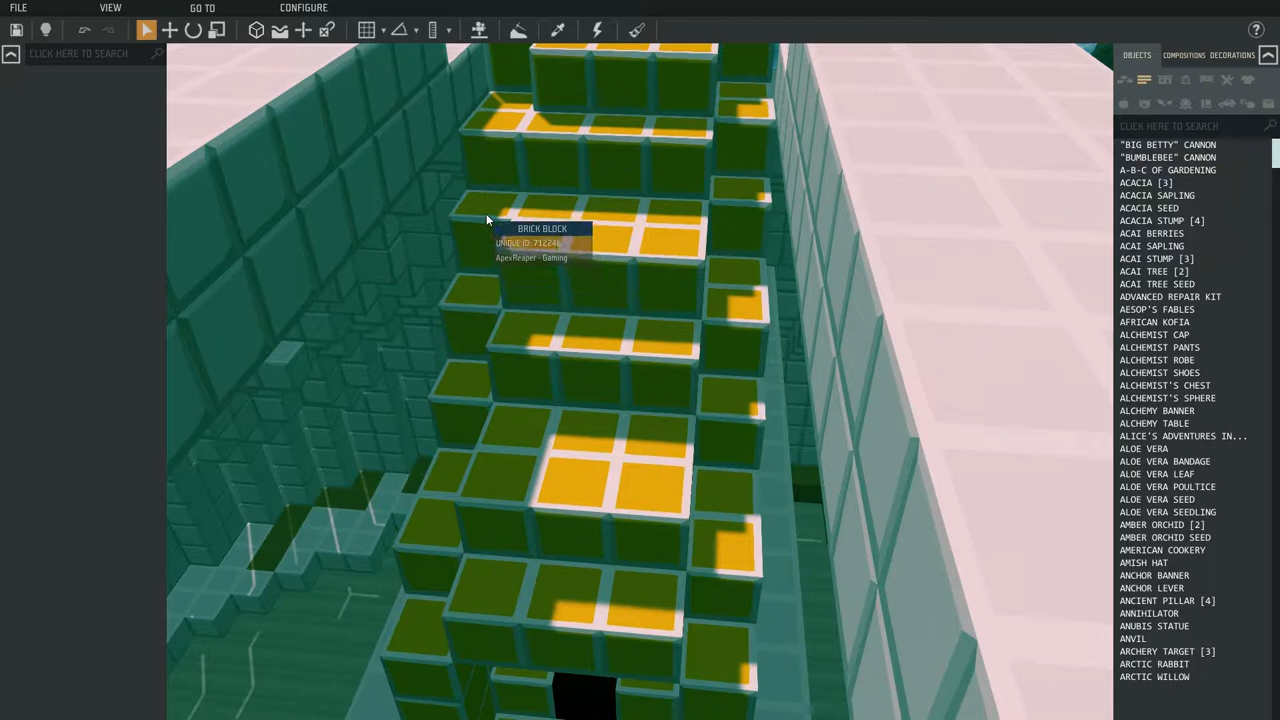 FILE VIEW GO TO CONFIGURE
CLICK HERE TO SEARCH
OBJECTS COMPOSITIONS DECORATIONS
CLICK HERE TO SEARCH
"BIG BETTY" CANNON
"BUMBLEBEE" CANNON
A-B-C OF GARDENING
ACACIA [3]
ACACIA SAPLING
ACACIA SEED
ACACIA STUMP [4]
ACAI BERRIES
ACAI SAPLING
ACAI STUMP [3]
ACAI TREE [2]
ACAI TREE SEED
ADVANCED REPAIR KIT
AESOP'S FABLES
AFRICAN KOFIA
ALCHEMIST CAP
ALCHEMIST PANTS
ALCHEMIST ROBE
ALCHEMIST SHOES
ALCHEMIST'S CHEST
ALCHEMIST'S SPHERE
ALCHEMY BANNER
ALCHEMY TABLE
ALICE'S ADVENTURES IN...
ALOE VERA
ALOE VERA BANDAGE
ALOE VERA LEAF
ALOE VERA POULTICE
ALOE VERA SEED
ALOE VERA SEEDLING
AMBER ORCHID [2]
AMBER ORCHID SEED
AMERICAN COOKERY
AMISH HAT
ANCHOR BANNER
ANCHOR LEVER
ANCIENT PILLAR [4]
ANNIHILATOR
ANUBIS STATUE
ANVIL
ARCHERY TARGET [3]
ARCTIC RABBIT
ARCTIC WILLOW
BRICK BLOCK
UNIQUE ID: 712246
ApexReaper - Gaming